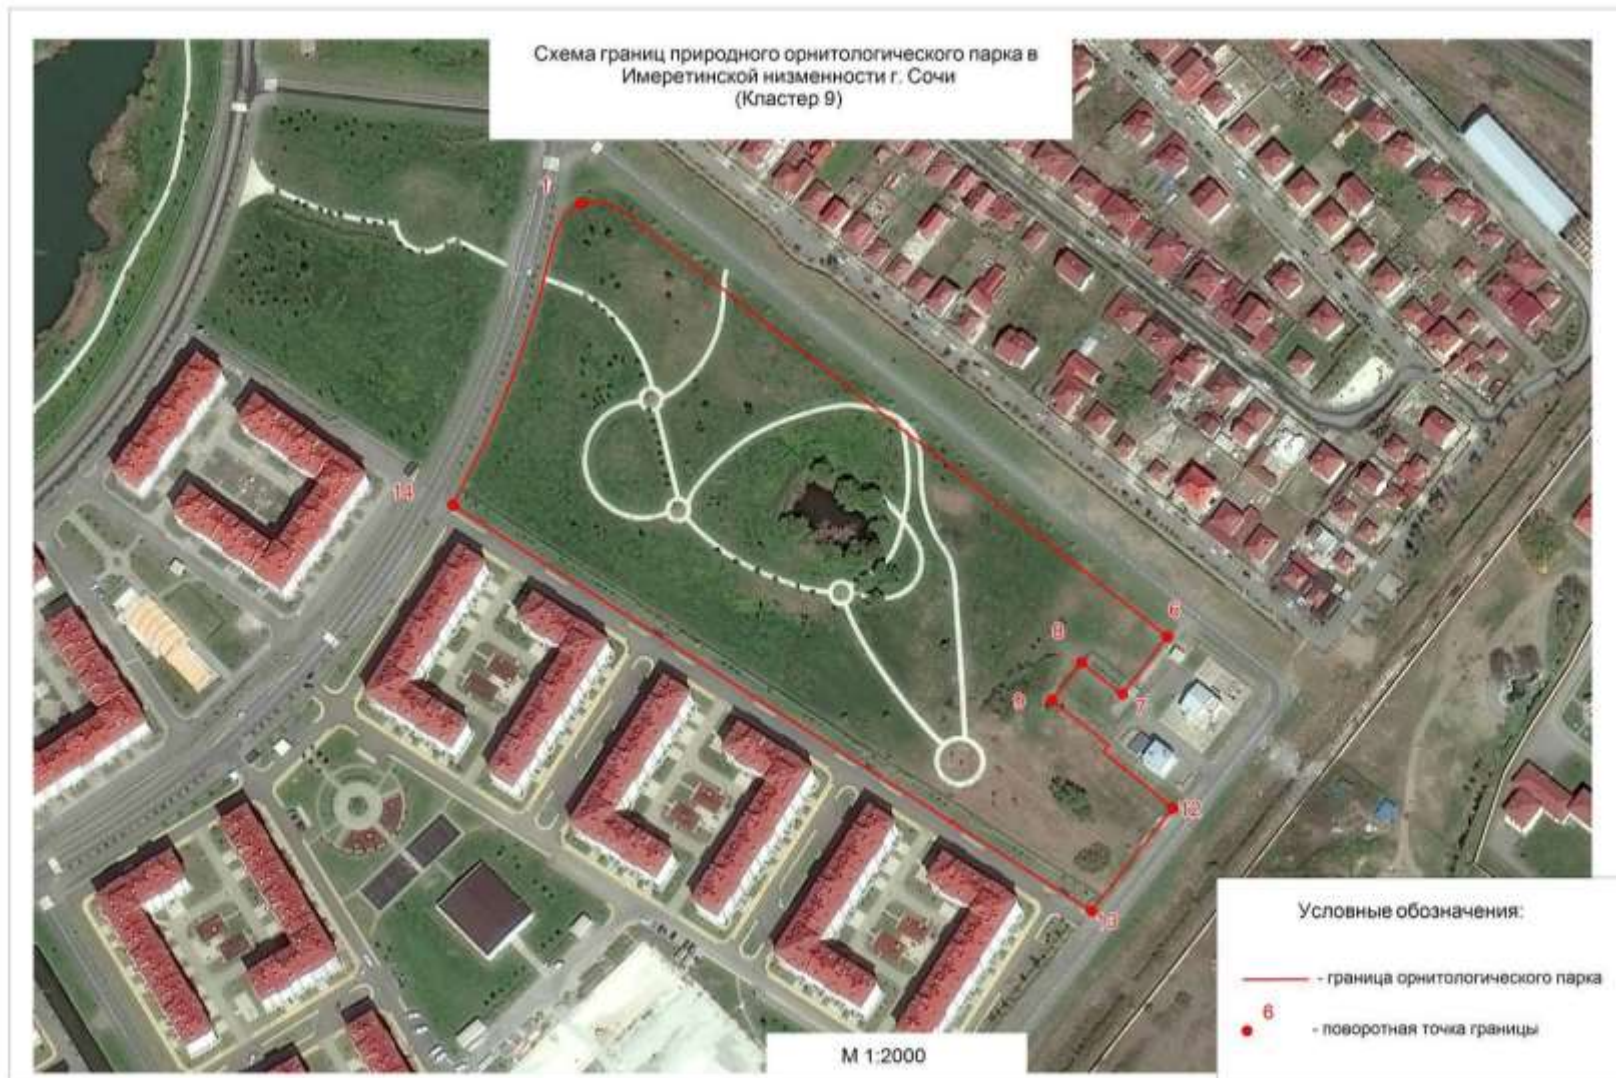 Схема границ природного орнитологического парка в
Имеретинской низменности г. Сочи
(Кластер 9)
1
14
6
8
7
9
12
13
Условные обозначения:
- граница орнитологического парка
6
- поворотная точка границы
М 1:2000